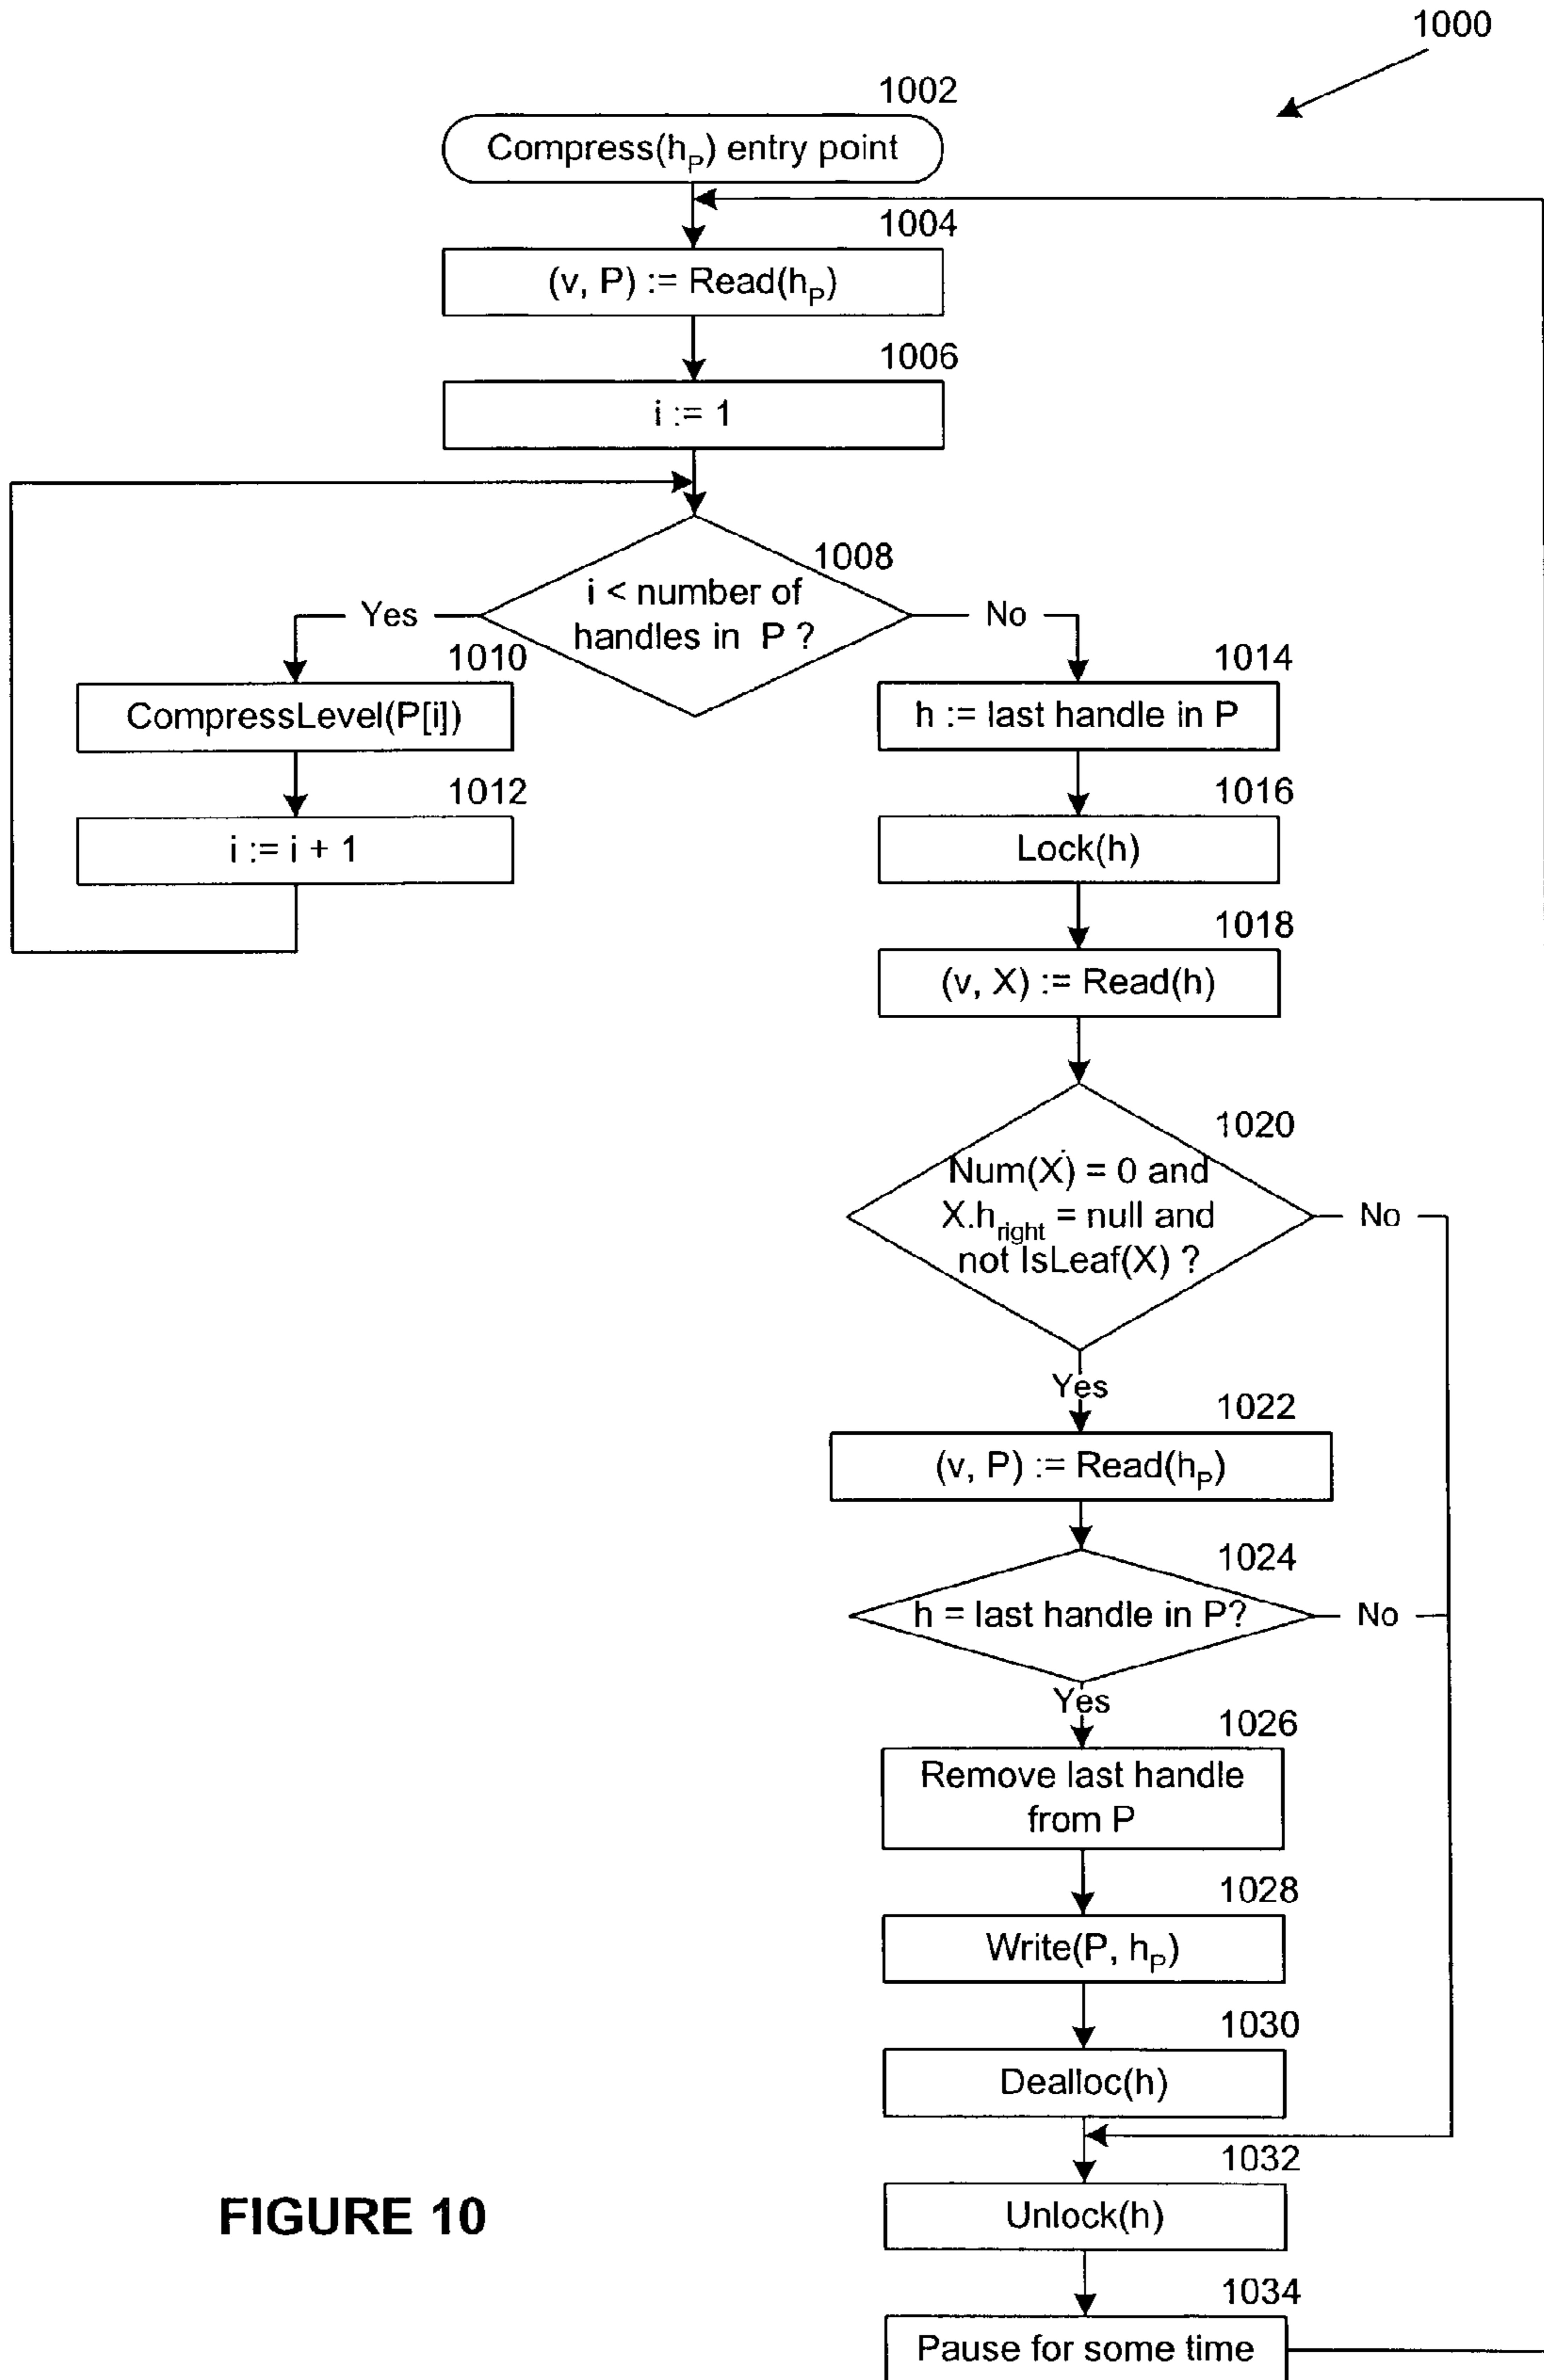 1000
1002
Compress(hP) entry point
1004
(v, P) := Read(hP)
1006
i := 1
1008
i < number of
handles in P ?
Yes
No
1010
CompressLevel(P[i])
1012
i := i + 1
1014
h := last handle in P
1016
Lock(h)
1018
(v, X) := Read(h)
1020
Num(X) = 0 and
X.hright = null and
not IsLeaf(X) ?
No
Yes
1022
(v, P) := Read(hP)
1024
h = last handle in P?
No
Yes
1026
Remove last handle
from P
1028
Write(P, hP)
1030
Dealloc(h)
1032
Unlock(h)
1034
Pause for some time
FIGURE 10